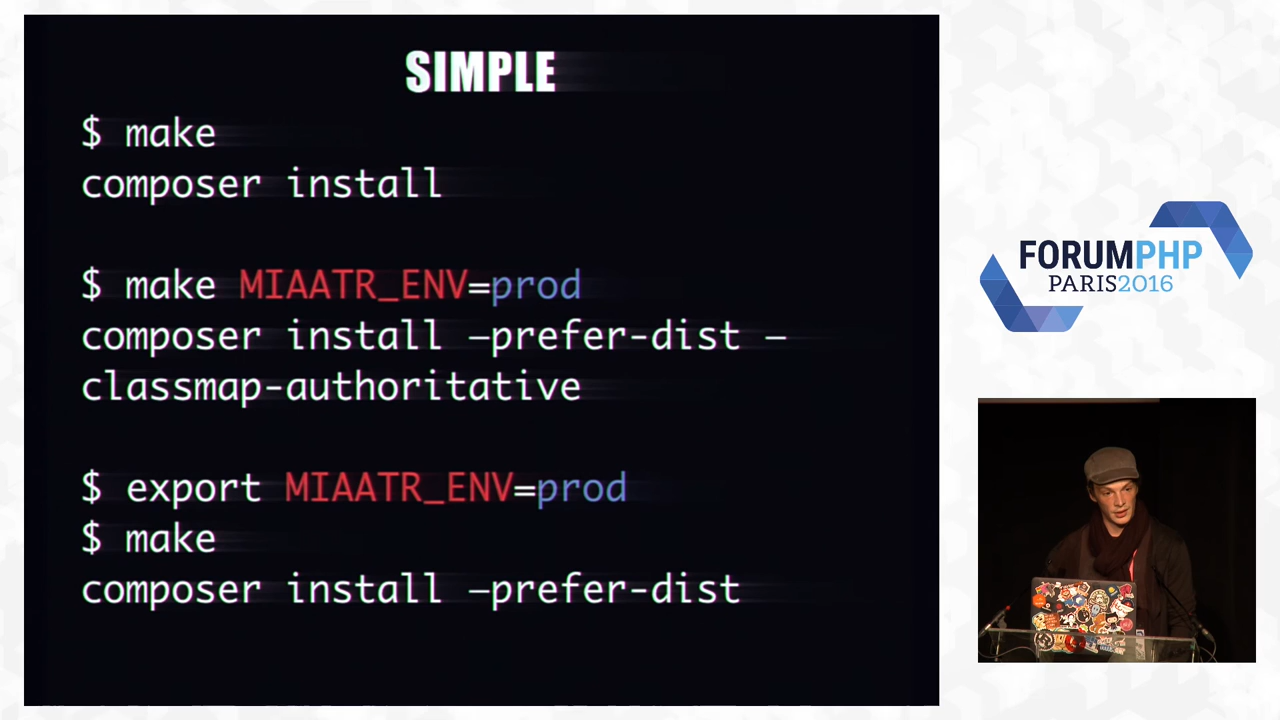 SIMPLE
$ make
composer install
$ make MIAATR_ENV=prod
composer install –prefer-dist –
classmap-authoritative
$ export MIAATR_ENV=prod
$ make
composer install –prefer-dist
FORUMPHP
PARIS2016